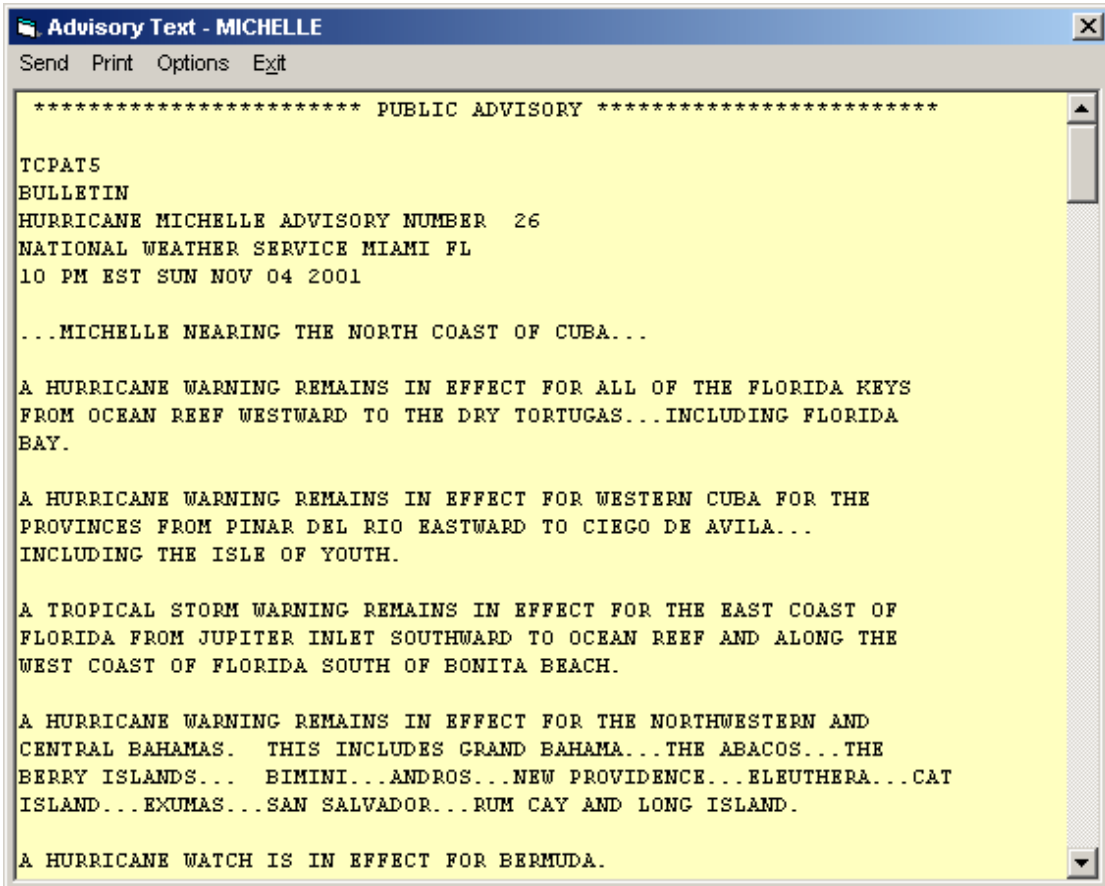 Advisory Text - MICHELLE
Send Print Options Exit
************************ PUBLIC ADVISORY *************************
TCPAT5
BULLETIN
HURRICANE MICHELLE ADVISORY NUMBER  26
NATIONAL WEATHER SERVICE MIAMI FL
10 PM EST SUN NOV 04 2001
...MICHELLE NEARING THE NORTH COAST OF CUBA...
A HURRICANE WARNING REMAINS IN EFFECT FOR ALL OF THE FLORIDA KEYS
FROM OCEAN REEF WESTWARD TO THE DRY TORTUGAS...INCLUDING FLORIDA
BAY.
A HURRICANE WARNING REMAINS IN EFFECT FOR WESTERN CUBA FOR THE
PROVINCES FROM PINAR DEL RIO EASTWARD TO CIEGO DE AVILA...
INCLUDING THE ISLE OF YOUTH.
A TROPICAL STORM WARNING REMAINS IN EFFECT FOR THE EAST COAST OF
FLORIDA FROM JUPITER INLET SOUTHWARD TO OCEAN REEF AND ALONG THE
WEST COAST OF FLORIDA SOUTH OF BONITA BEACH.
A HURRICANE WARNING REMAINS IN EFFECT FOR THE NORTHWESTERN AND
CENTRAL BAHAMAS.  THIS INCLUDES GRAND BAHAMA...THE ABACOS...THE
BERRY ISLANDS...  BIMINI...ANDROS...NEW PROVIDENCE...ELEUTHERA...CAT
ISLAND...EXUMAS...SAN SALVADOR...RUM CAY AND LONG ISLAND.
A HURRICANE WATCH IS IN EFFECT FOR BERMUDA.